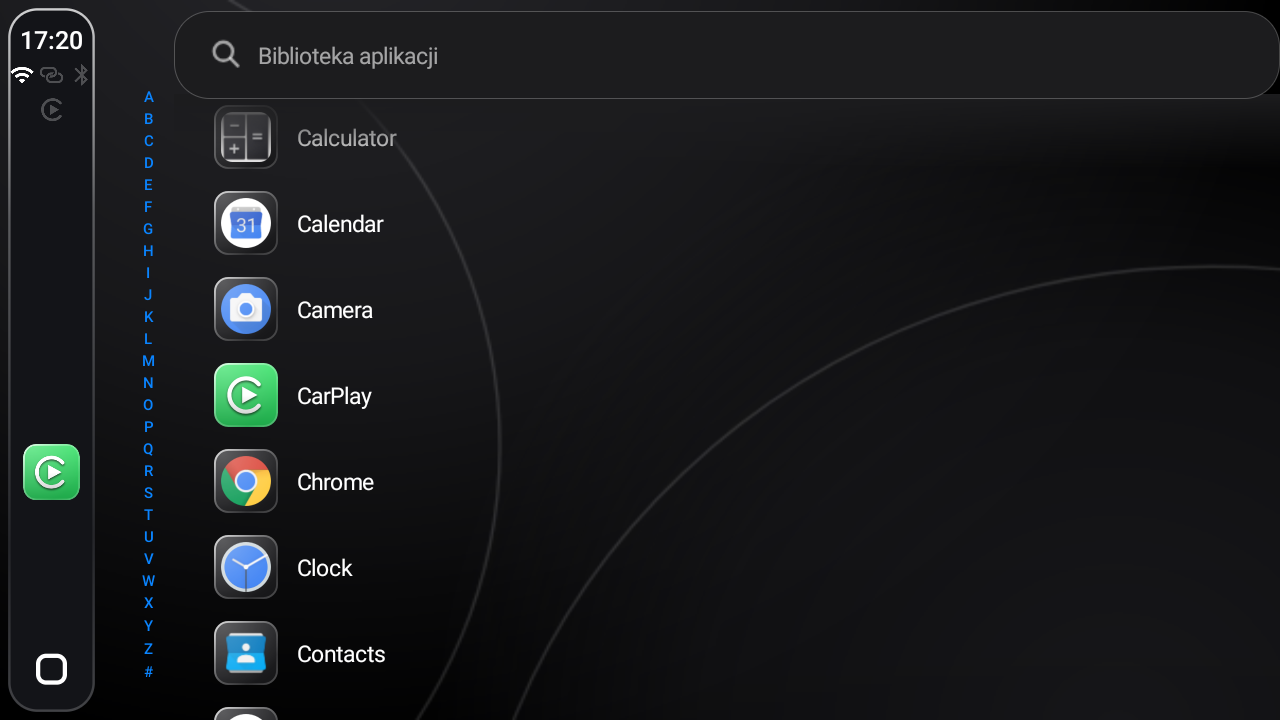 17:20
Biblioteka aplikacji
A
B
C
D
E
F
G
H
I
J
K
L
M
N
O
P
Q
R
S
T
U
V
W
X
Y
Z
#
Calculator
31
Calendar
Camera
CarPlay
Chrome
Clock
Contacts